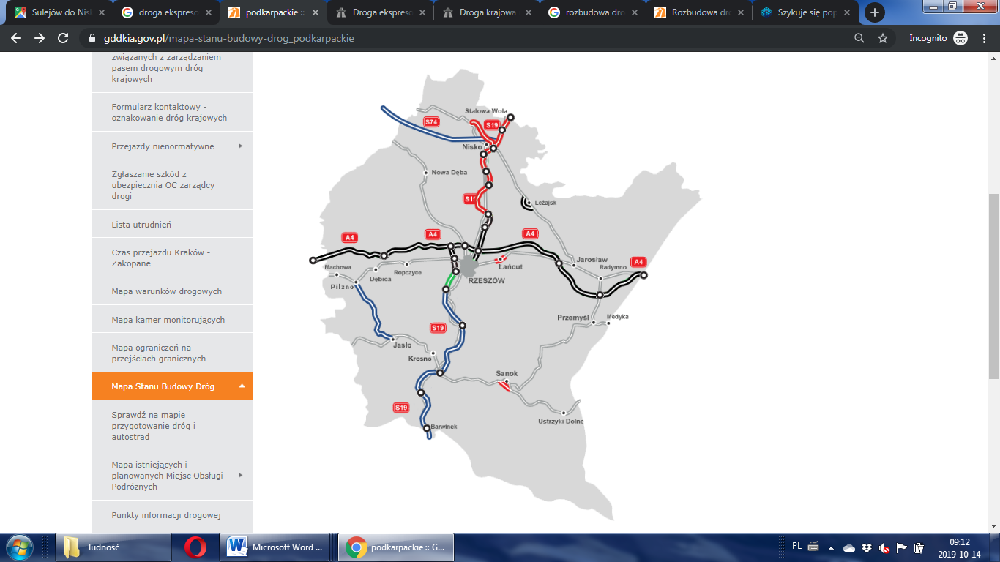 Sulejów do Nisk
droga ekspreso
podkarpackie ::
Droga ekspreso
Droga krajowa
rozbudowa dro
Rozbudowa dro
Szykuje się pop
gddkia.gov.pl/mapa-stanu-budowy-drog_podkarpackie
Incognito
związanych z zarządzaniem
pasem drogowym dróg
krajowych
Formularz kontaktowy -
oznakowanie dróg krajowych
Przejazdy nienormatywne
Zgłaszanie szkód z
ubezpiecznia OC zarządcy
drogi
Lista utrudnień
Czas przejazdu Kraków -
Zakopane
Mapa warunków drogowych
Mapa kamer monitorujących
Mapa ograniczeń na
przejściach granicznych
Mapa Stanu Budowy Dróg
Sprawdź na mapie
przygotowanie dróg i
autostrad
Mapa istniejących i
planowanych Miejsc Obsługi
Podróżnych
Punkty informacji drogowej
Stalowa Wola
S74
S19
Nisko
Nowa Dęba
S19
Leżajsk
A4
A4
A4
Machowa
Pilzno
Dębica
Ropczyce
RZESZÓW
Łańcut
Jarosław
Radymno
A4
Przemyśl
Medyka
S19
Jasło
Krosno
Sanok
S19
Barwinek
Ustrzyki Dolne
ludność
Microsoft Word ...
podkarpackie :: G...
PL
09:12
2019-10-14